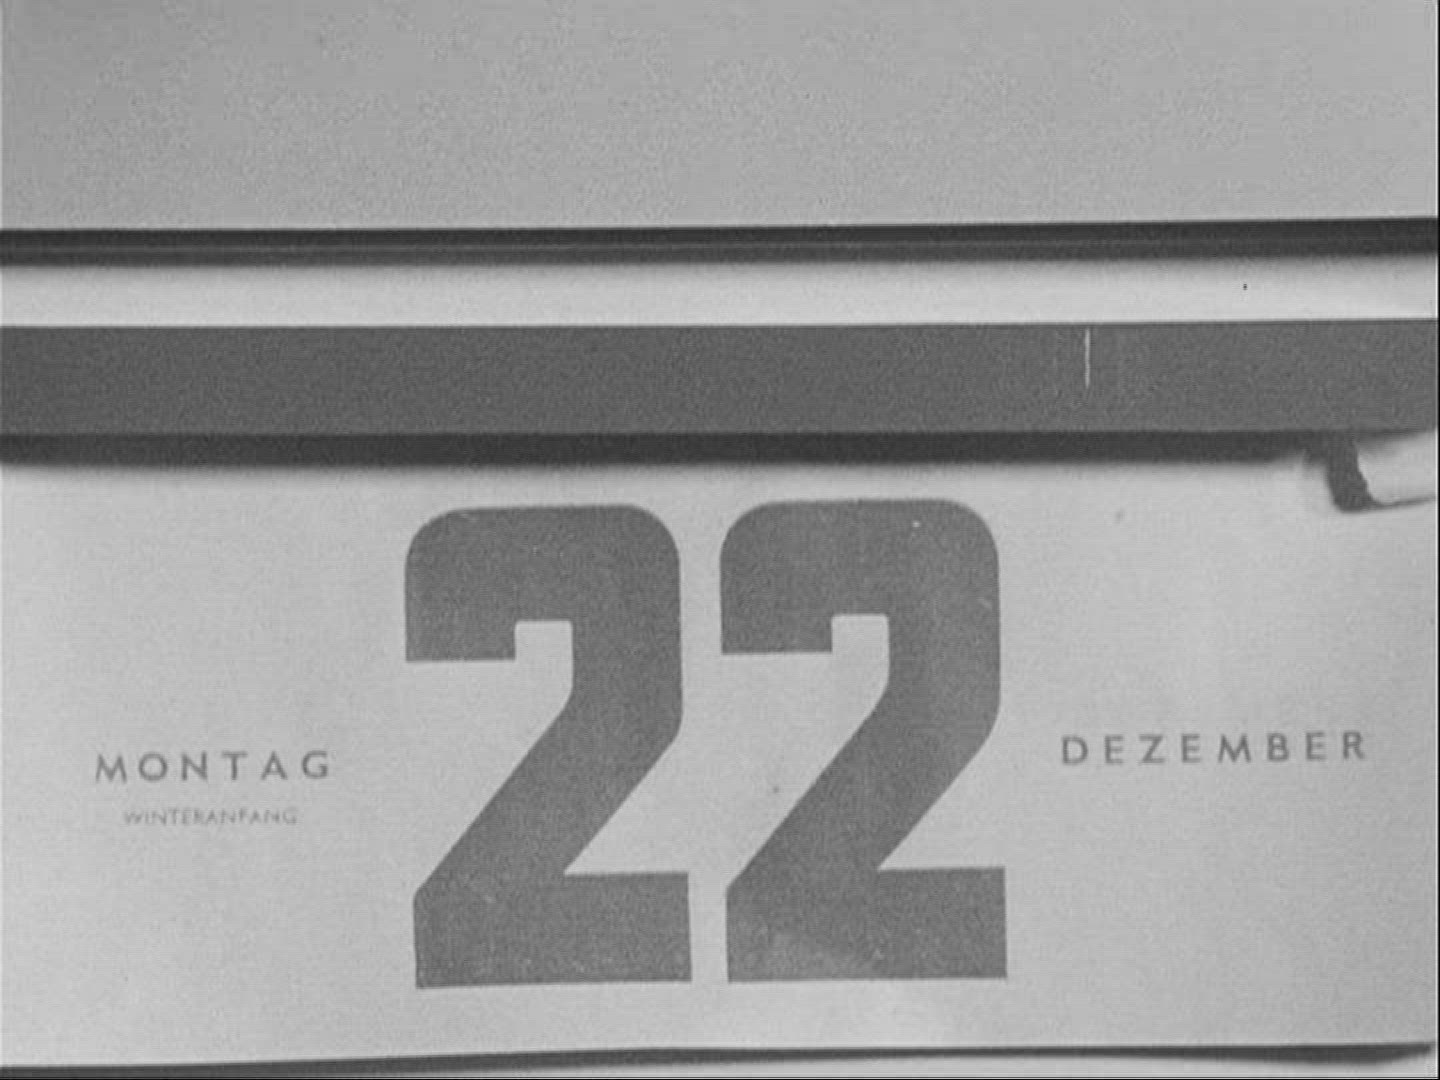 22
MONTAG
DEZEMBER
WINTERANFANG